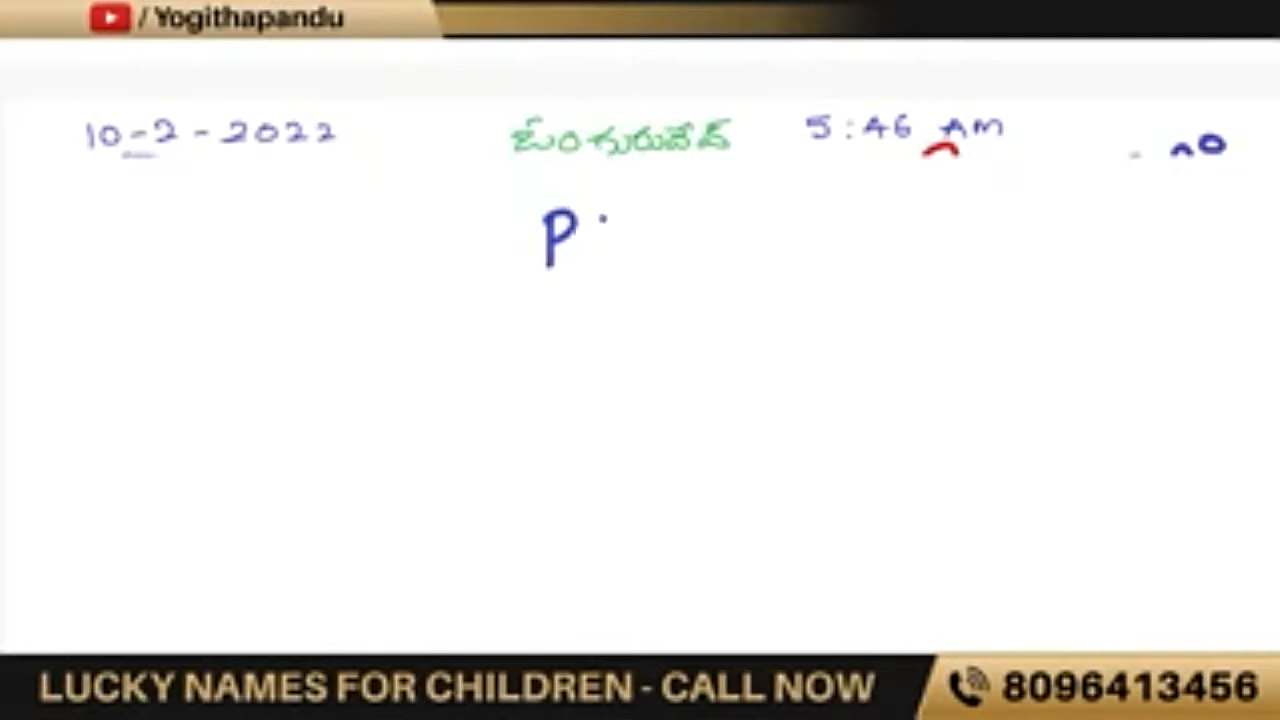 / Yogithapandu
10-2-2022 ఓంగురుదేవ్ 5:46 AM
P
LUCKY NAMES FOR CHILDREN - CALL NOW 8096413456